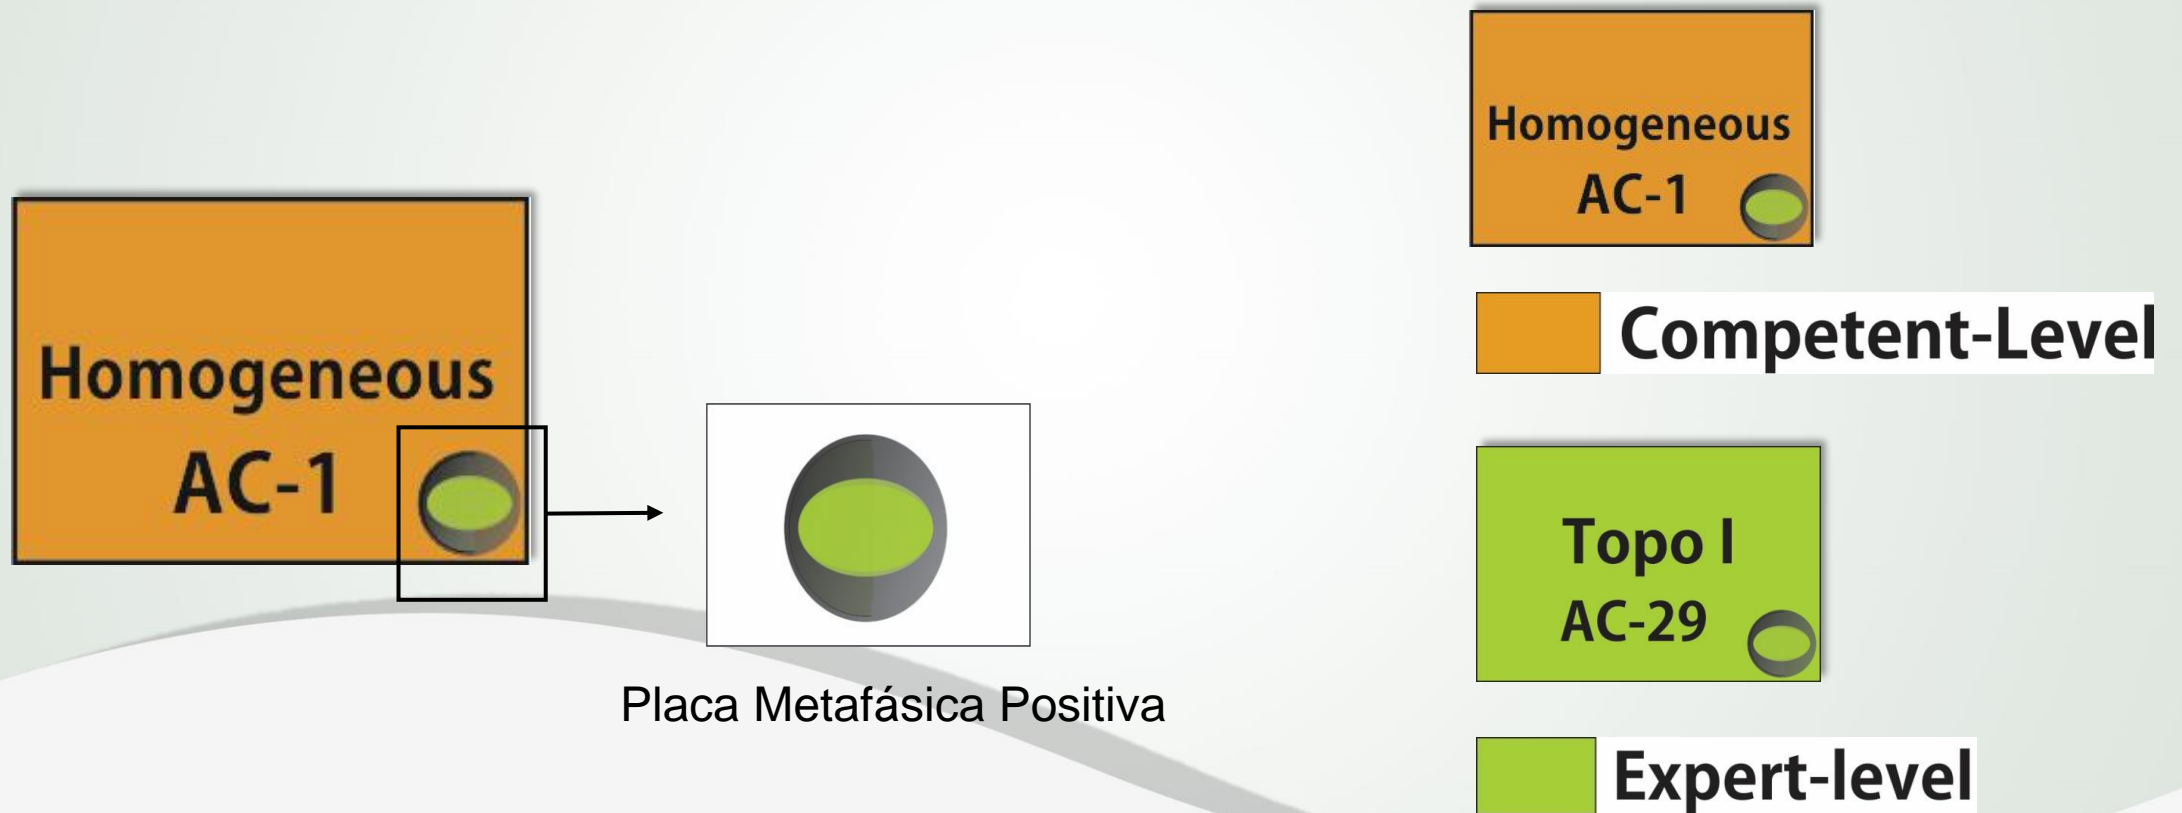 Homogeneous
AC-1
Placa Metafásica Positiva
Homogeneous
AC-1
Competent-Level
Topo I
AC-29
Expert-level